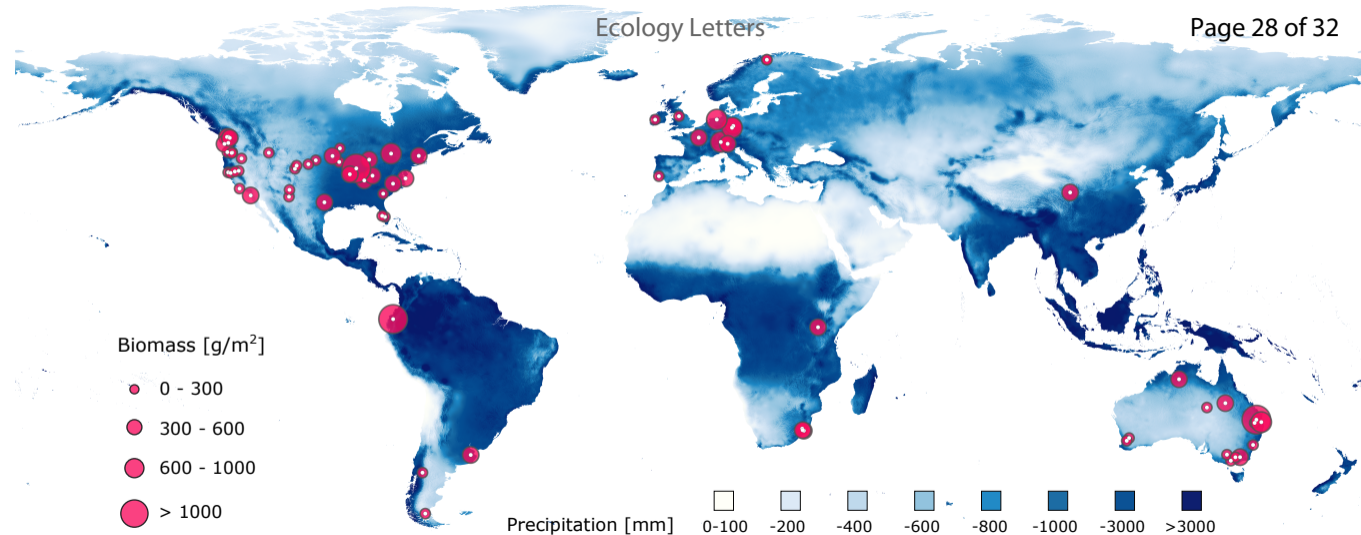 Ecology Letters
Page 28 of 32
Biomass [g/m²]
0 - 300
300 - 600
600 - 1000
> 1000
Precipitation [mm]
0-100
-200
-400
-600
-800
-1000
-3000
>3000